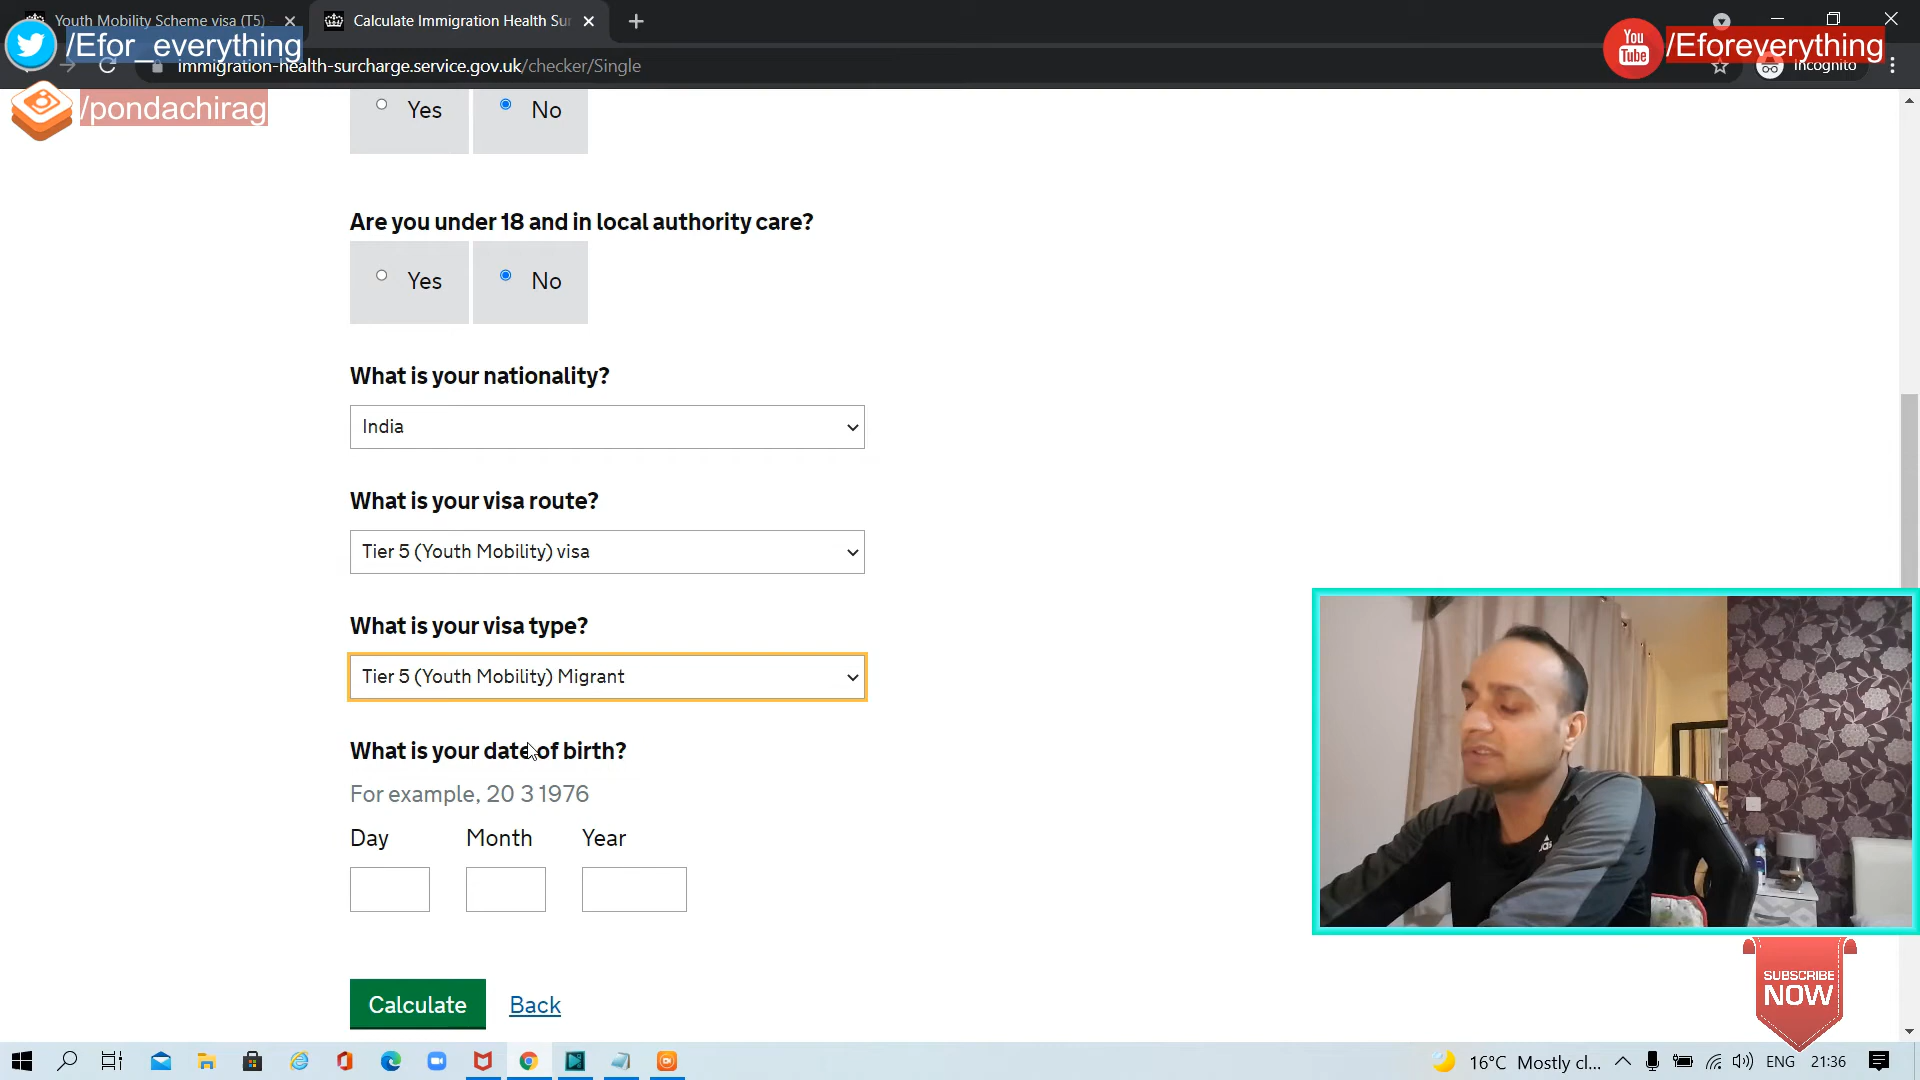 Youth Mobility Scheme visa (T5) -
Calculate Immigration Health Su
/Efor_everything
/Eforeverything
immigration-health-surcharge.service.gov.uk/checker/Single
You
Tube
Incognito
/pondachirag
Yes
No
Are you under 18 and in local authority care?
Yes
No
What is your nationality?
India
What is your visa route?
Tier 5 (Youth Mobility) visa
What is your visa type?
Tier 5 (Youth Mobility) Migrant
What is your date of birth?
For example, 20 3 1976
Day
Month
Year
Calculate
Back
SUBSCRIBE
NOW
16°C Mostly cl...
ENG
21:36